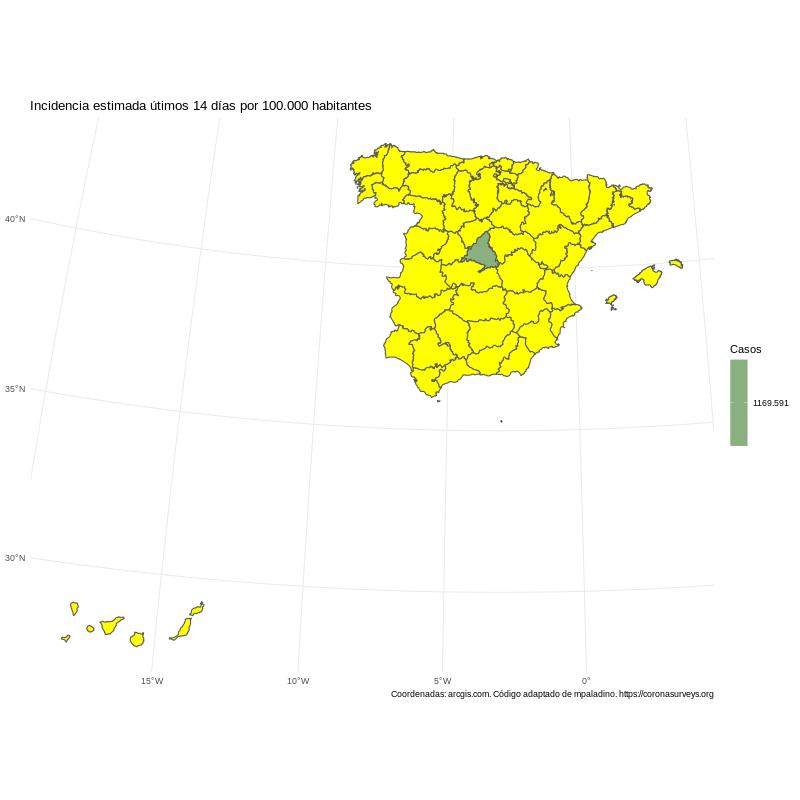 Incidencia estimada útimos 14 días por 100.000 habitantes
40°N
35°N
30°N
15°W
10°W
5°W
0°
Casos
1169.591
Coordenadas: arcgis.com. Código adaptado de mpaladino. https://coronasurveys.org